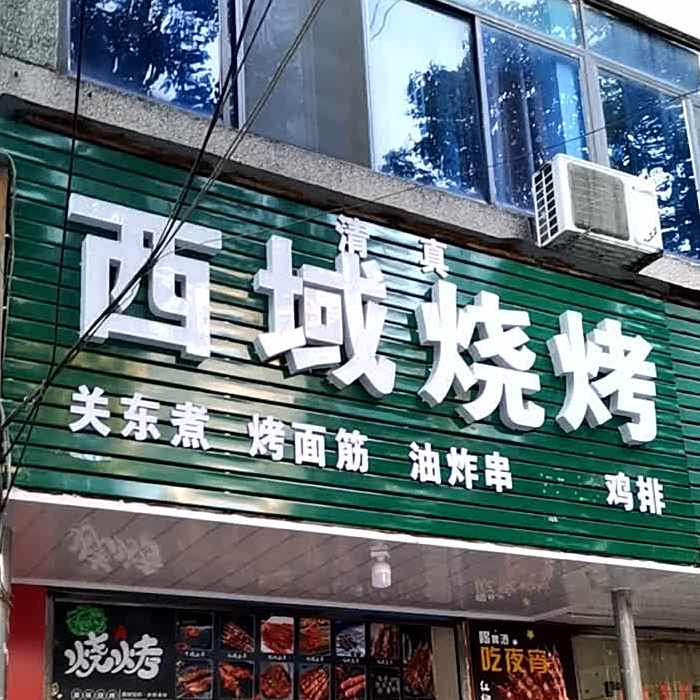 清真
西域烧烤
关东煮 烤面筋 油炸串 鸡排
烧烤
吃夜宵